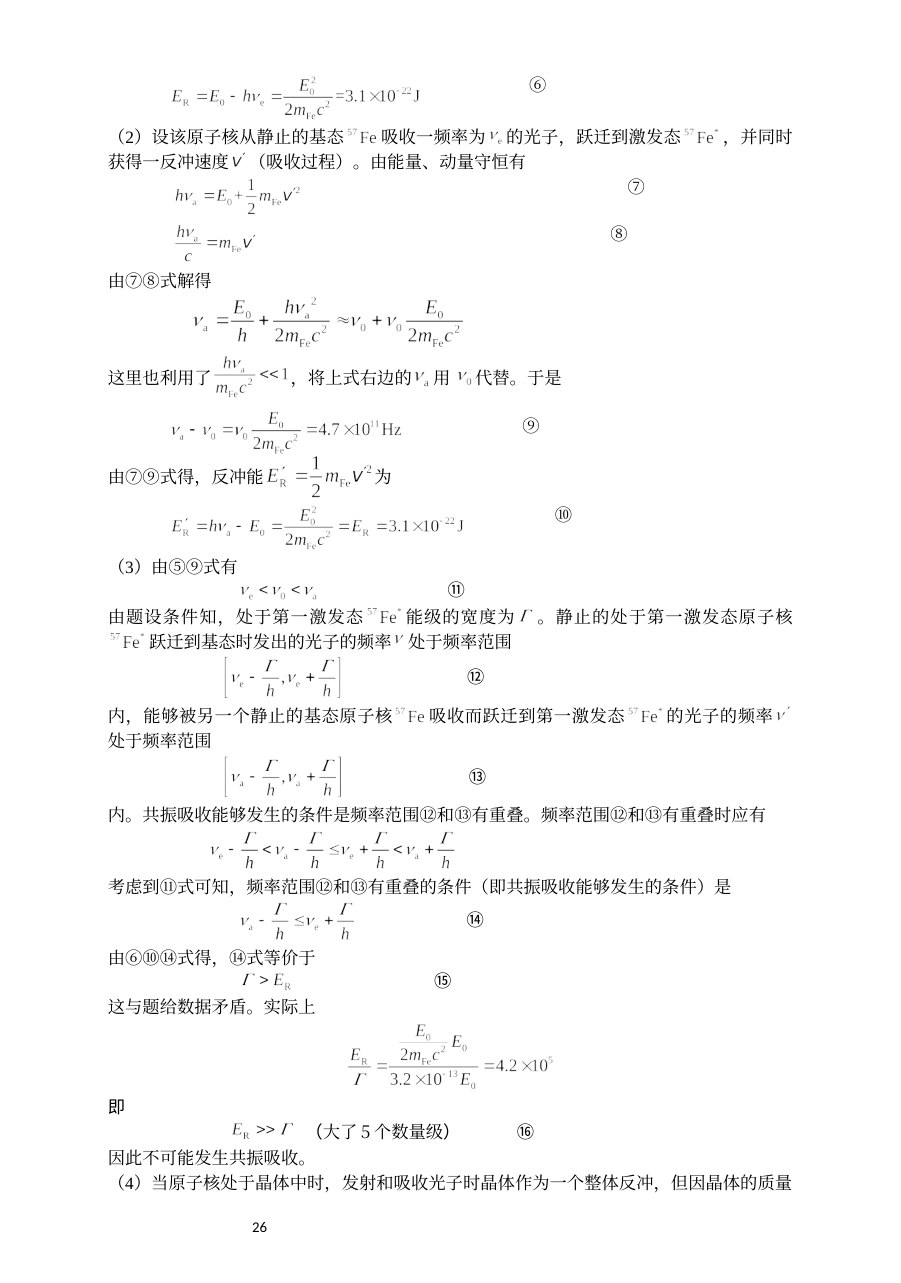 E_R = E_0 - hν_e = E_0^2/(2m_Fe c^2) =3.1×10^{-22} J ⑥
（2）设该原子核从静止的基态 ^{57}Fe 吸收一频率为 ν_e 的光子，跃迁到激发态 ^{57}Fe^*，并同时
获得一反冲速度 v′（吸收过程）。由能量、动量守恒有
hν_a = E_0 + 1/2 m_Fe v′^2 ⑦
hν_a/c = m_Fe v′ ⑧
由⑦⑧式解得
ν_a = E_0/h + hν_a^2/(2m_Fe c^2) ≈ ν_0 + ν_0 E_0/(2m_Fe c^2)
这里也利用了 hν_a/(m_Fe c^2) <<1，将上式右边的 ν_a 用 ν_0 代替。于是
ν_a - ν_0 = ν_0 E_0/(2m_Fe c^2) = 4.7×10^{11} Hz ⑨
由⑦⑨式得，反冲能 E_R′ = 1/2 m_Fe v′^2 为
E_R′ = hν_a - E_0 = E_0^2/(2m_Fe c^2) = E_R = 3.1×10^{-22} J ⑩
（3）由⑤⑨式有
ν_e < ν_0 < ν_a ⑪
由题设条件知，处于第一激发态 ^{57}Fe^* 能级的宽度为 Γ 。静止的处于第一激发态原子核
^{57}Fe^* 跃迁到基态时发出的光子的频率 ν 处于频率范围
[ν_e - Γ/h, ν_e + Γ/h] ⑫
内，能够被另一个静止的基态原子核 ^{57}Fe 吸收而跃迁到第一激发态 ^{57}Fe^* 的光子的频率 ν′
处于频率范围
[ν_a - Γ/h, ν_a + Γ/h] ⑬
内。共振吸收能够发生的条件是频率范围⑫和⑬有重叠。频率范围⑫和⑬有重叠时应有
ν_e - Γ/h < ν_a - Γ/h ≤ ν_e + Γ/h < ν_a + Γ/h
考虑到⑪式可知，频率范围⑫和⑬有重叠的条件（即共振吸收能够发生的条件）是
ν_a - Γ/h ≤ ν_e + Γ/h ⑭
由⑥⑩⑭式得，⑭式等价于
Γ > E_R ⑮
这与题给数据矛盾。实际上
E_R/Γ = (E_0/(2m_Fe c^2) E_0)/(3.2×10^{-13} E_0) = 4.2×10^5
即
E_R >> Γ （大了 5 个数量级） ⑯
因此不可能发生共振吸收。
（4）当原子核处于晶体中时，发射和吸收光子时晶体作为一个整体反冲，但因晶体的质量
26